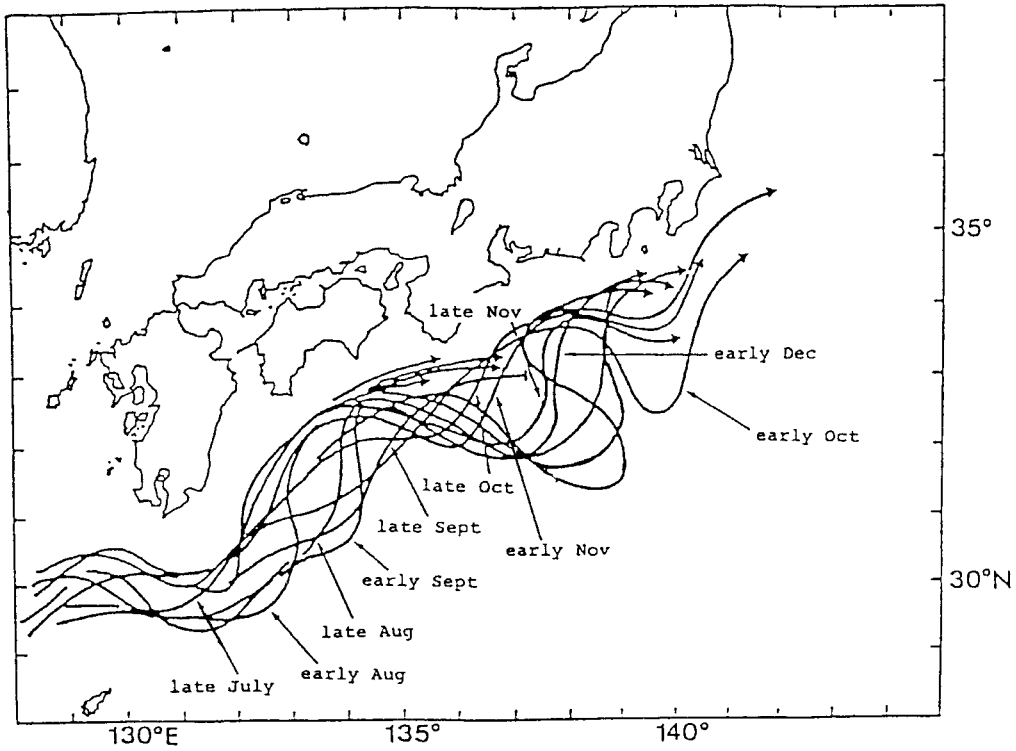 35°
late Nov
early Dec
early Oct
late Oct
late Sept
early Nov
30°N
early Sept
late Aug
early Aug
late July
130°E
135°
140°